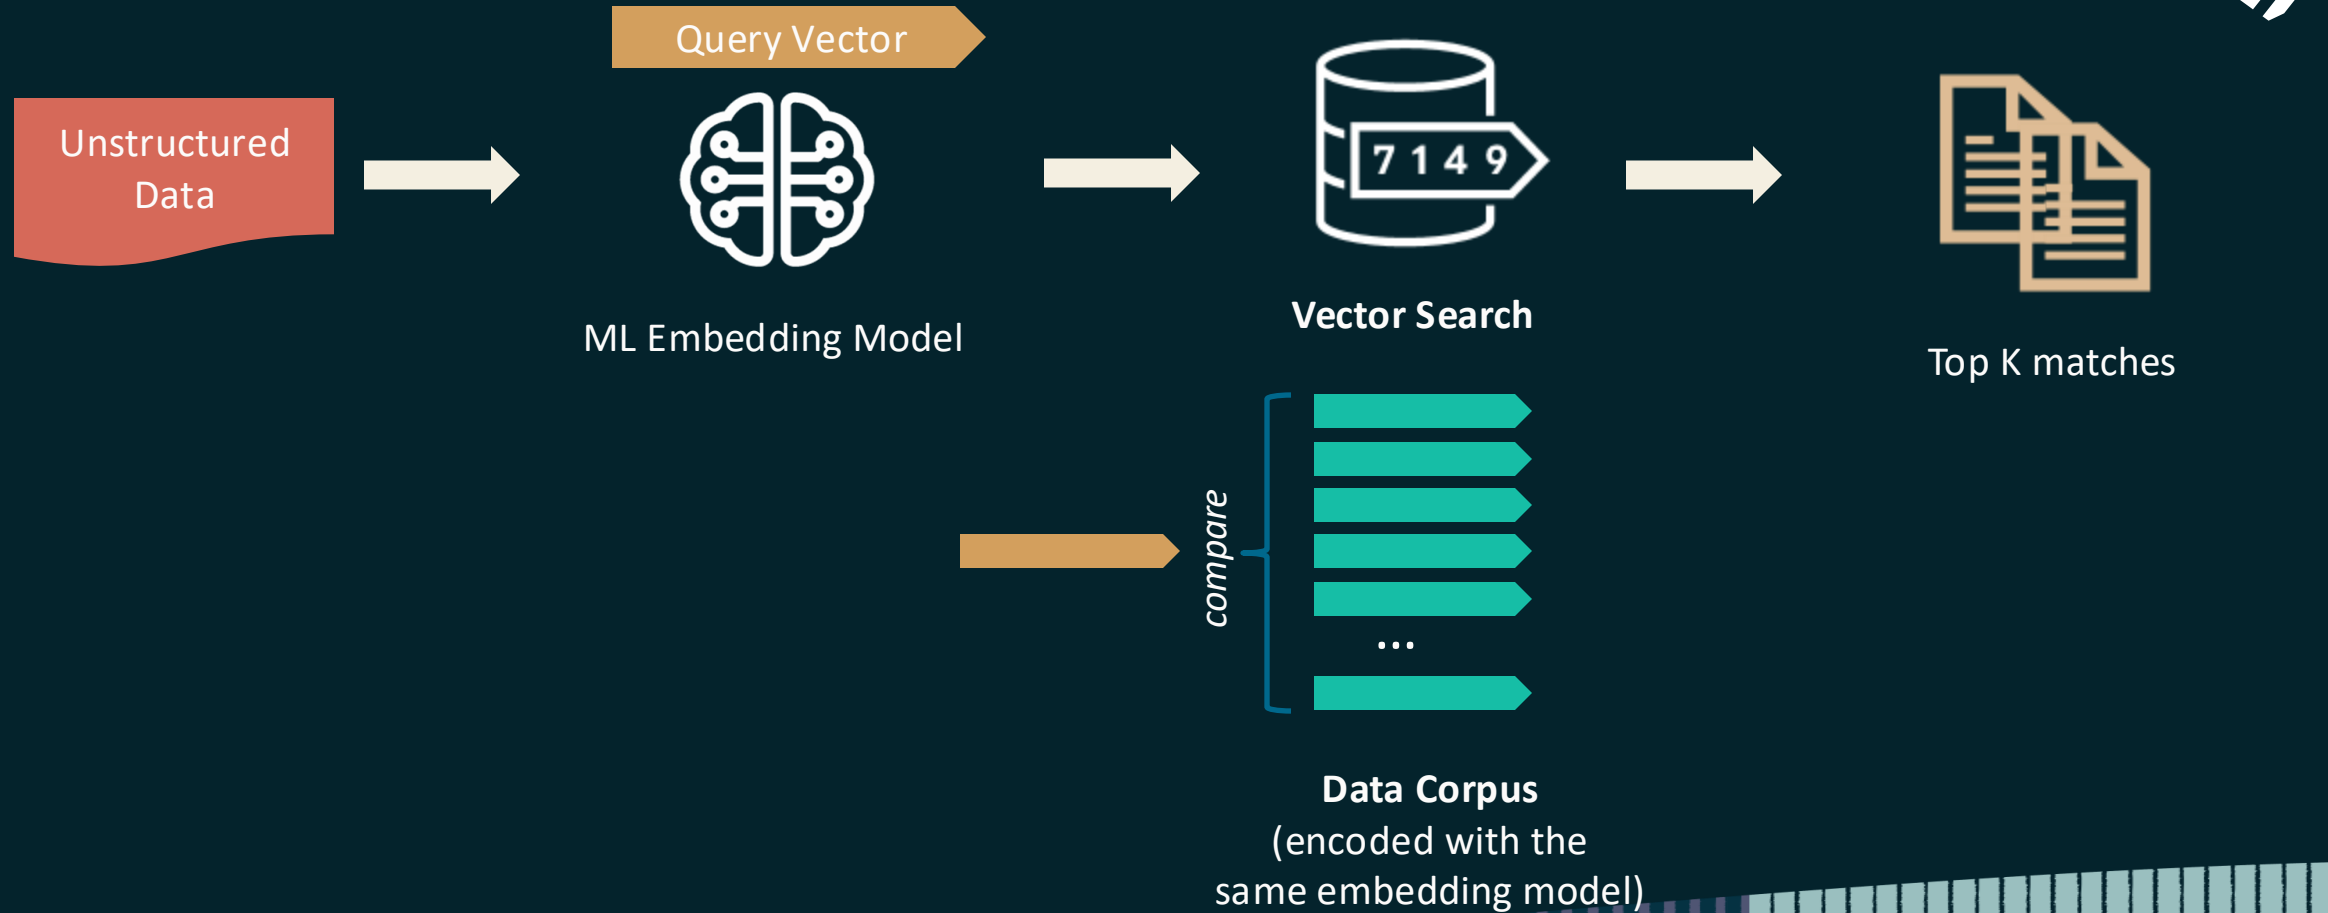 Query Vector
Unstructured
Data
7 1 4 9
ML Embedding Model
Vector Search
Top K matches
compare
...
Data Corpus
(encoded with the
same embedding model)